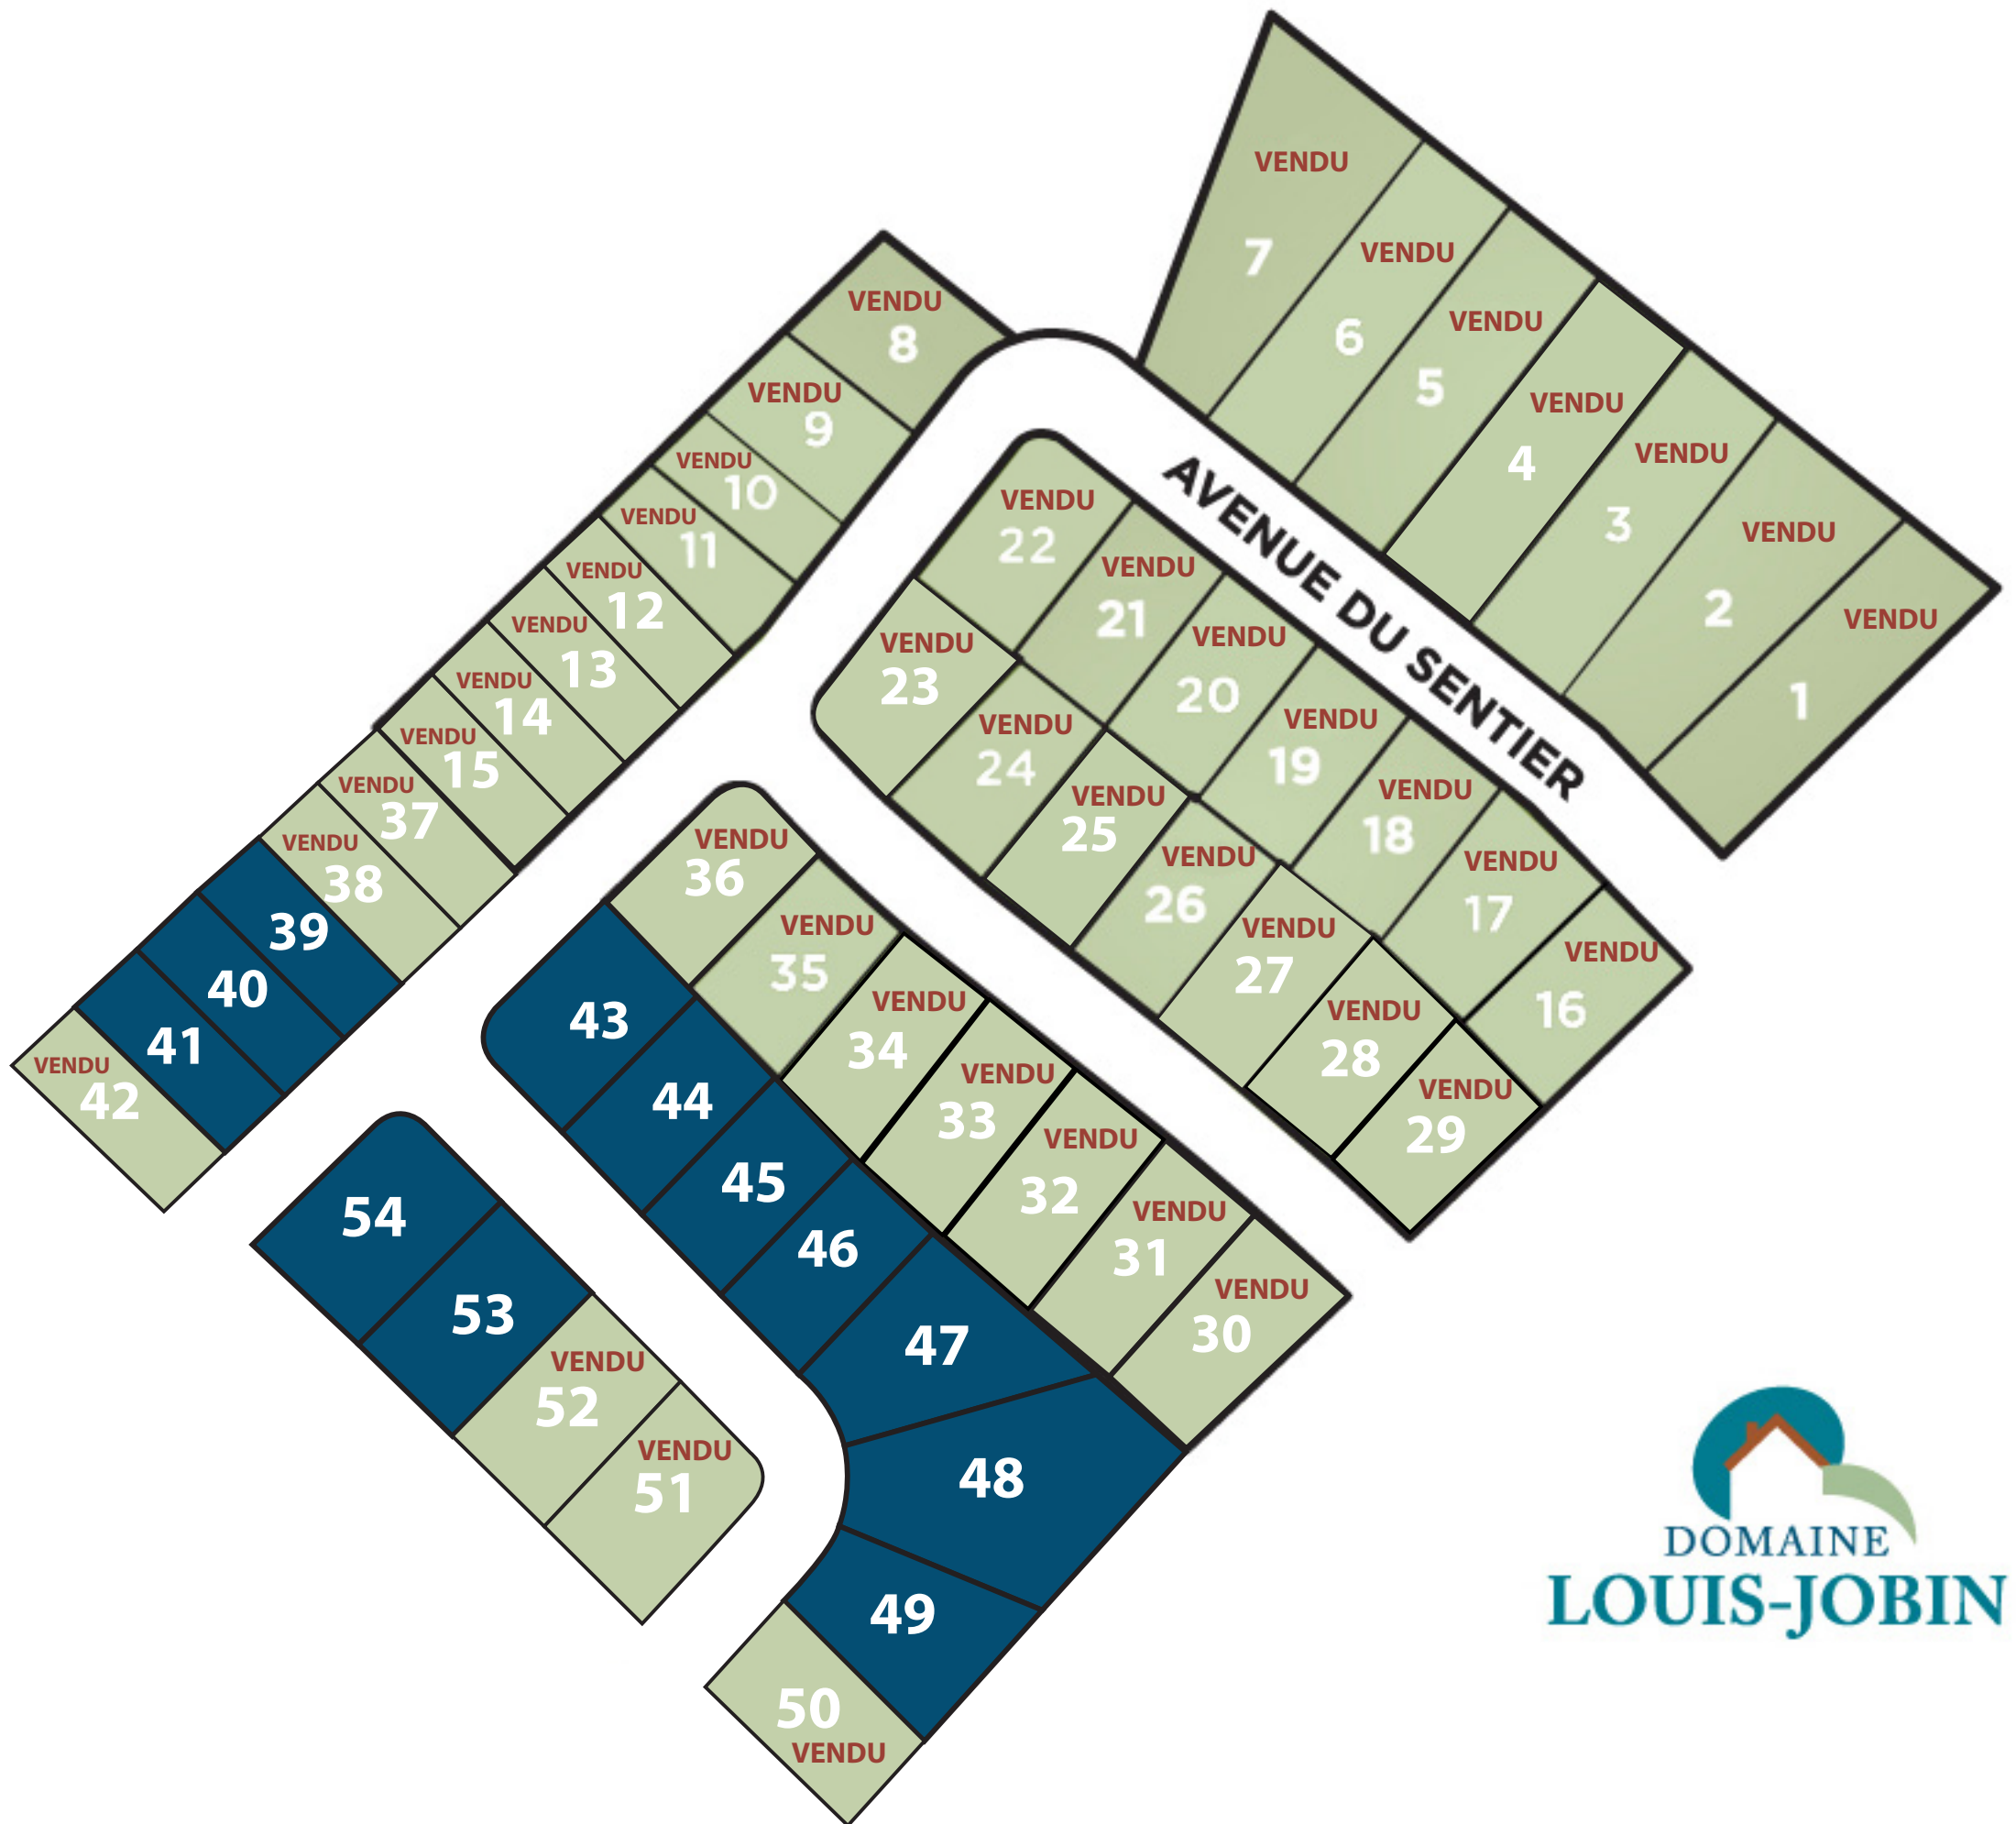 VENDU
7
VENDU
6
VENDU
5
VENDU
4
VENDU
3
VENDU
2
VENDU
1
VENDU
8
VENDU
9
VENDU
10
VENDU
11
VENDU
12
VENDU
13
VENDU
14
VENDU
15
VENDU
37
VENDU
38
39
40
41
VENDU
42
AVENUE DU SENTIER
VENDU
22
VENDU
21
VENDU
20
VENDU
19
VENDU
18
VENDU
17
VENDU
16
VENDU
23
VENDU
24
VENDU
25
VENDU
26
VENDU
27
VENDU
28
VENDU
29
VENDU
36
VENDU
35
VENDU
34
VENDU
33
VENDU
32
VENDU
31
VENDU
30
43
44
45
46
47
48
49
50
VENDU
54
53
VENDU
52
VENDU
51
DOMAINE
LOUIS-JOBIN